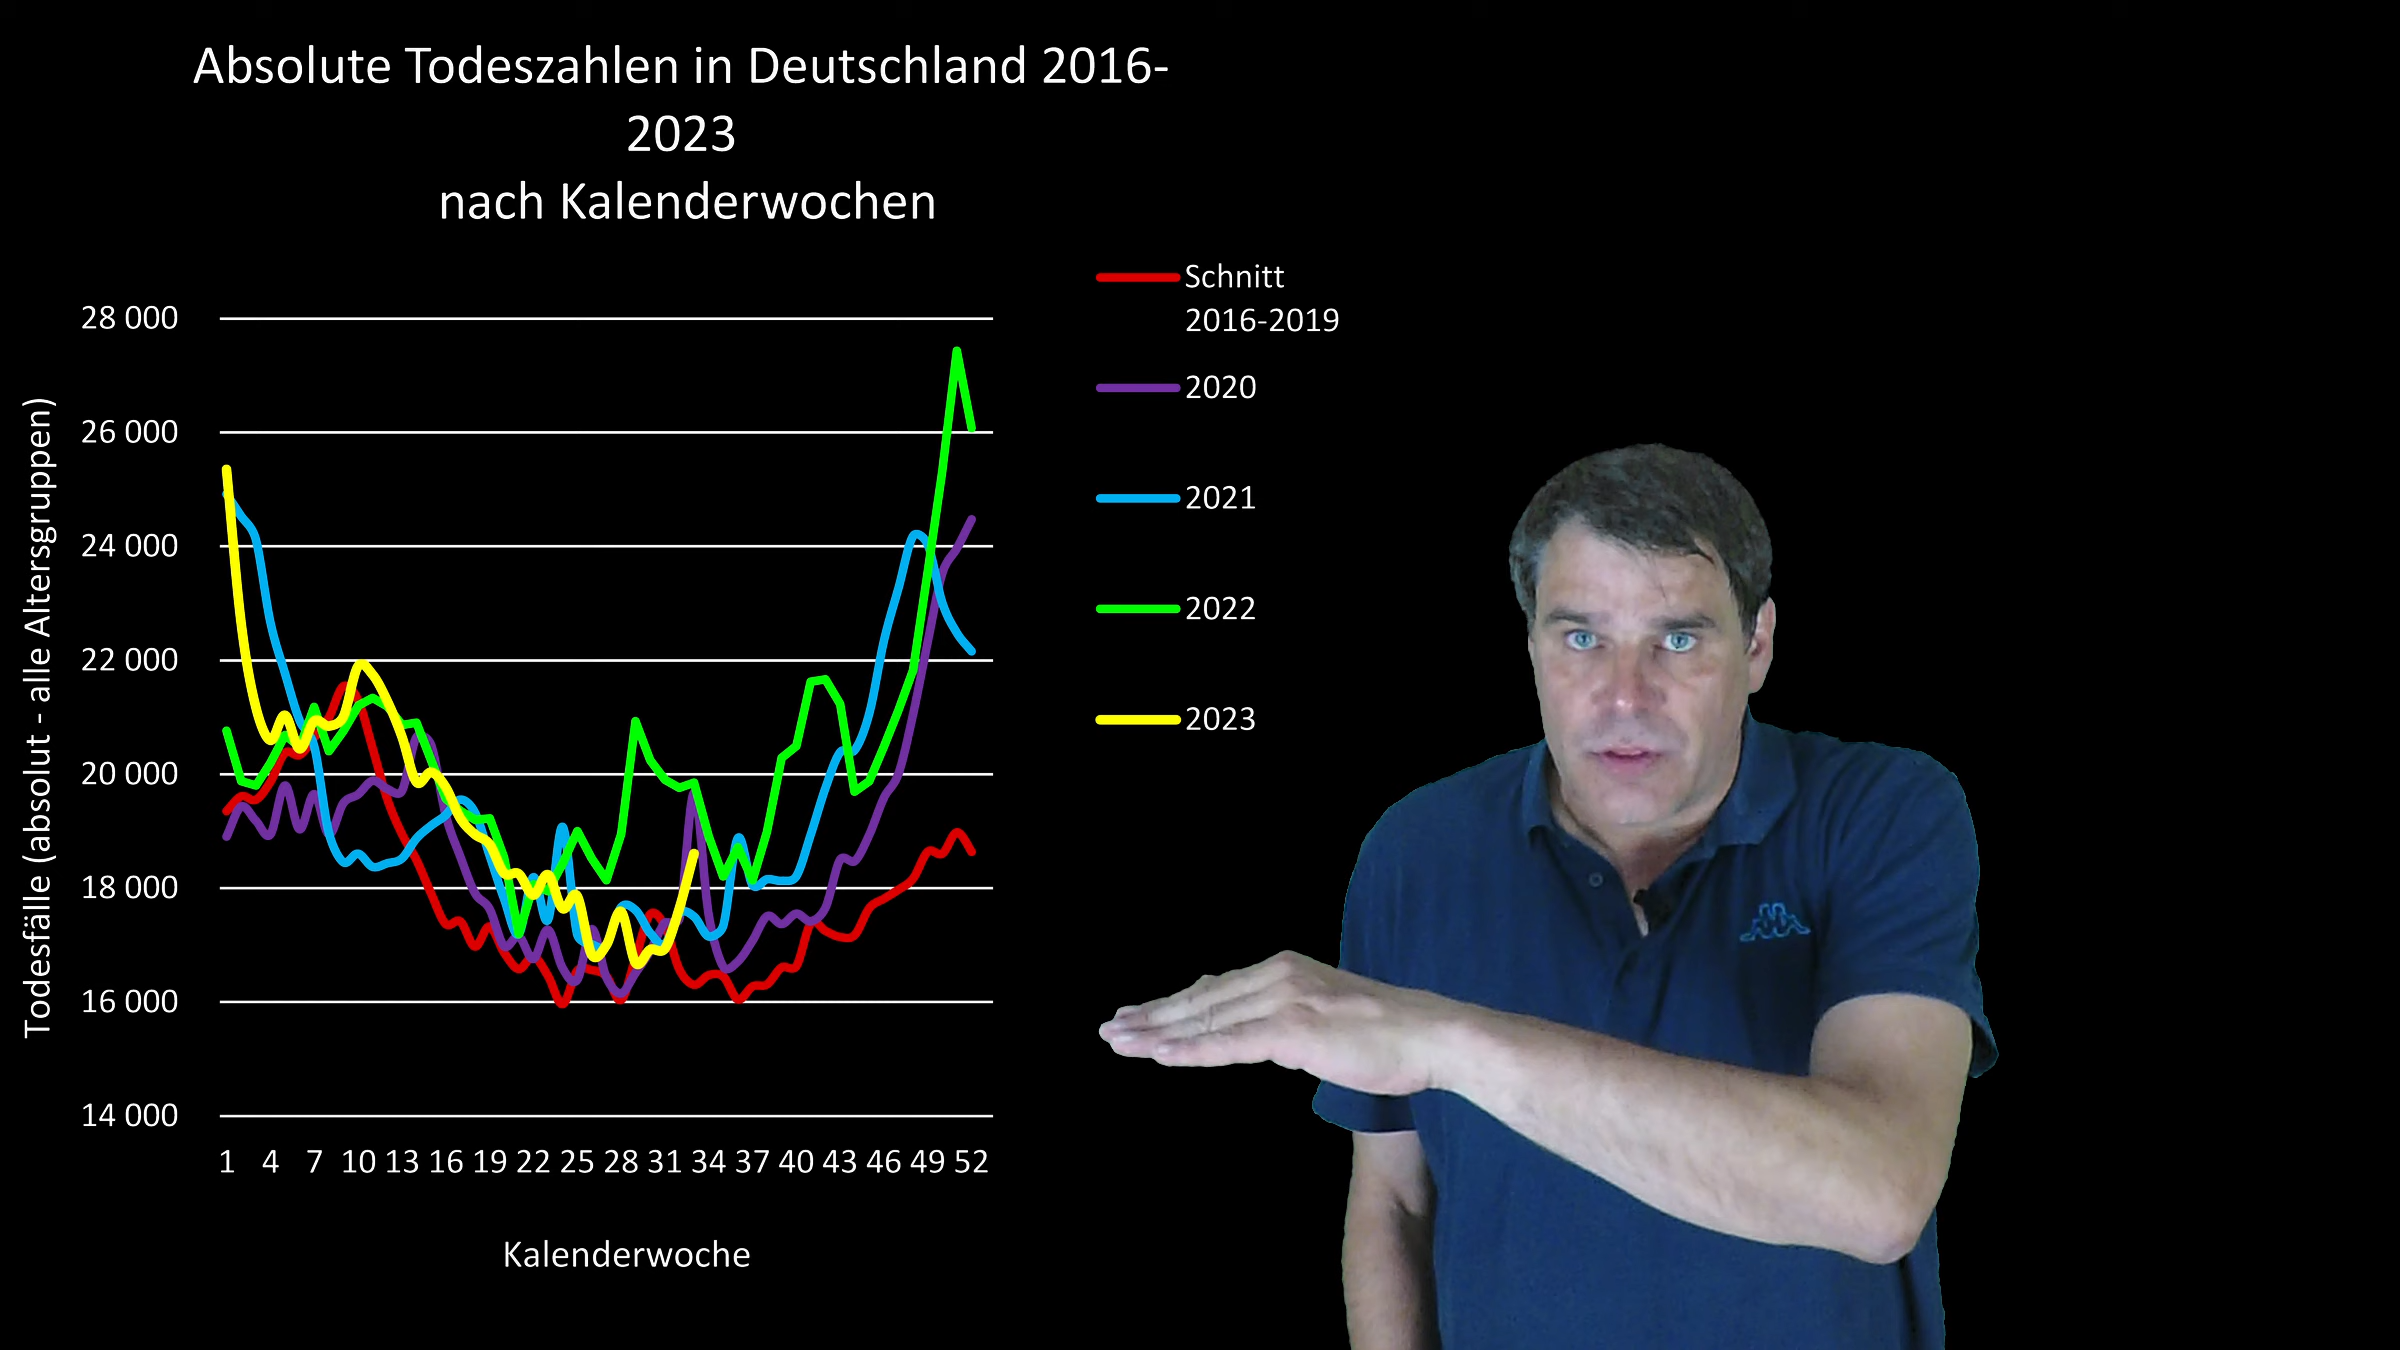 Absolute Todeszahlen in Deutschland 2016-
2023
nach Kalenderwochen
Schnitt
2016-2019
2020
2021
2022
2023
Todesfälle (absolut - alle Altersgruppen)
28 000
26 000
24 000
22 000
20 000
18 000
16 000
14 000
1 4 7 10 13 16 19 22 25 28 31 34 37 40 43 46 49 52
Kalenderwoche